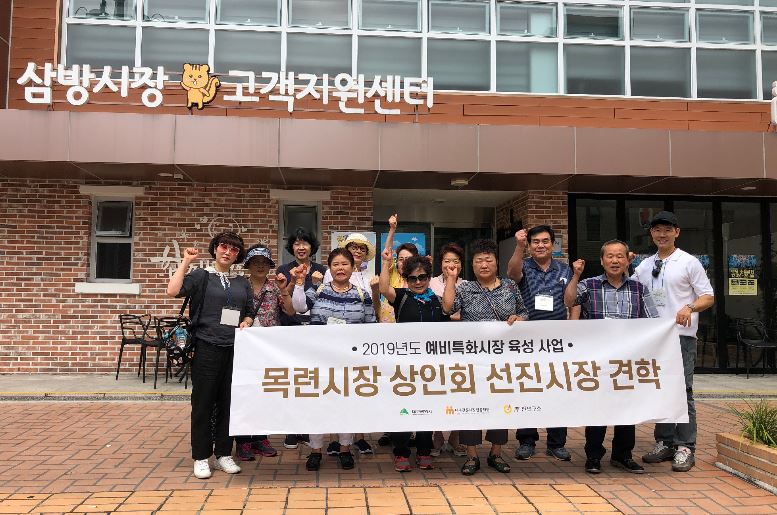 삼방시장 고객지원센터
• 2019년도 예비특화시장 육성 사업 •
목련시장 상인회 선진시장 견학